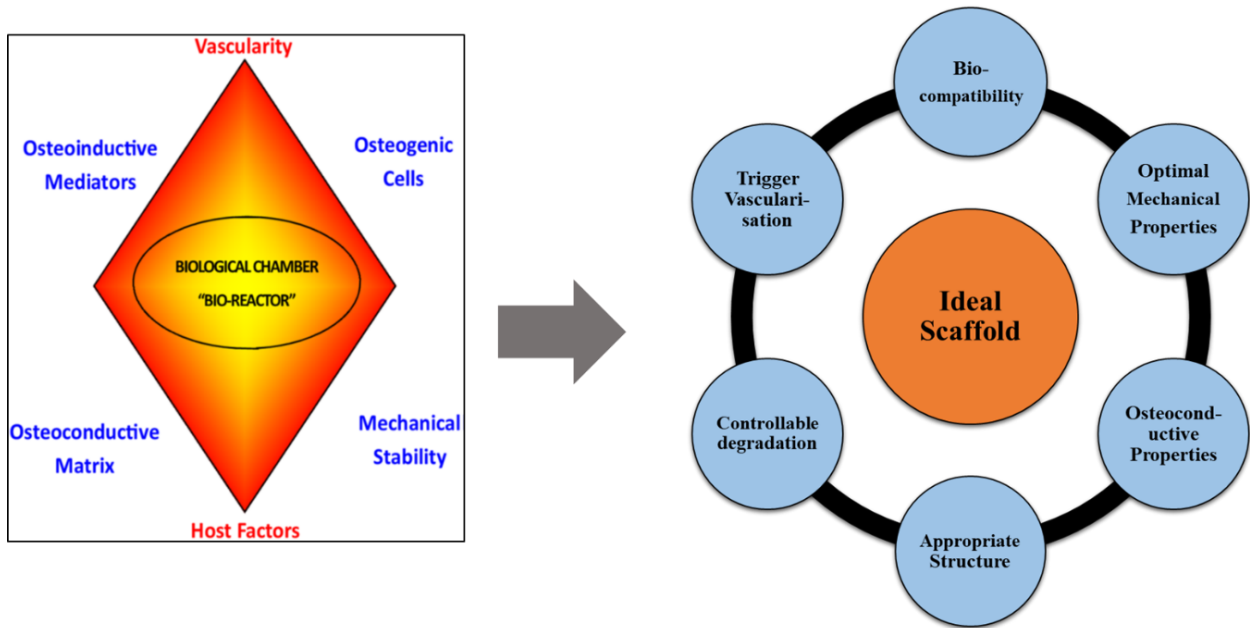 Vascularity
Osteoinductive
Mediators
Osteogenic
Cells
BIOLOGICAL CHAMBER
“BIO-REACTOR”
Osteoconductive
Matrix
Mechanical
Stability
Host Factors
Bio-
compatibility
Trigger
Vasculari-
sation
Optimal
Mechanical
Properties
Ideal
Scaffold
Controllable
degradation
Osteocond-
uctive
Properties
Appropriate
Structure